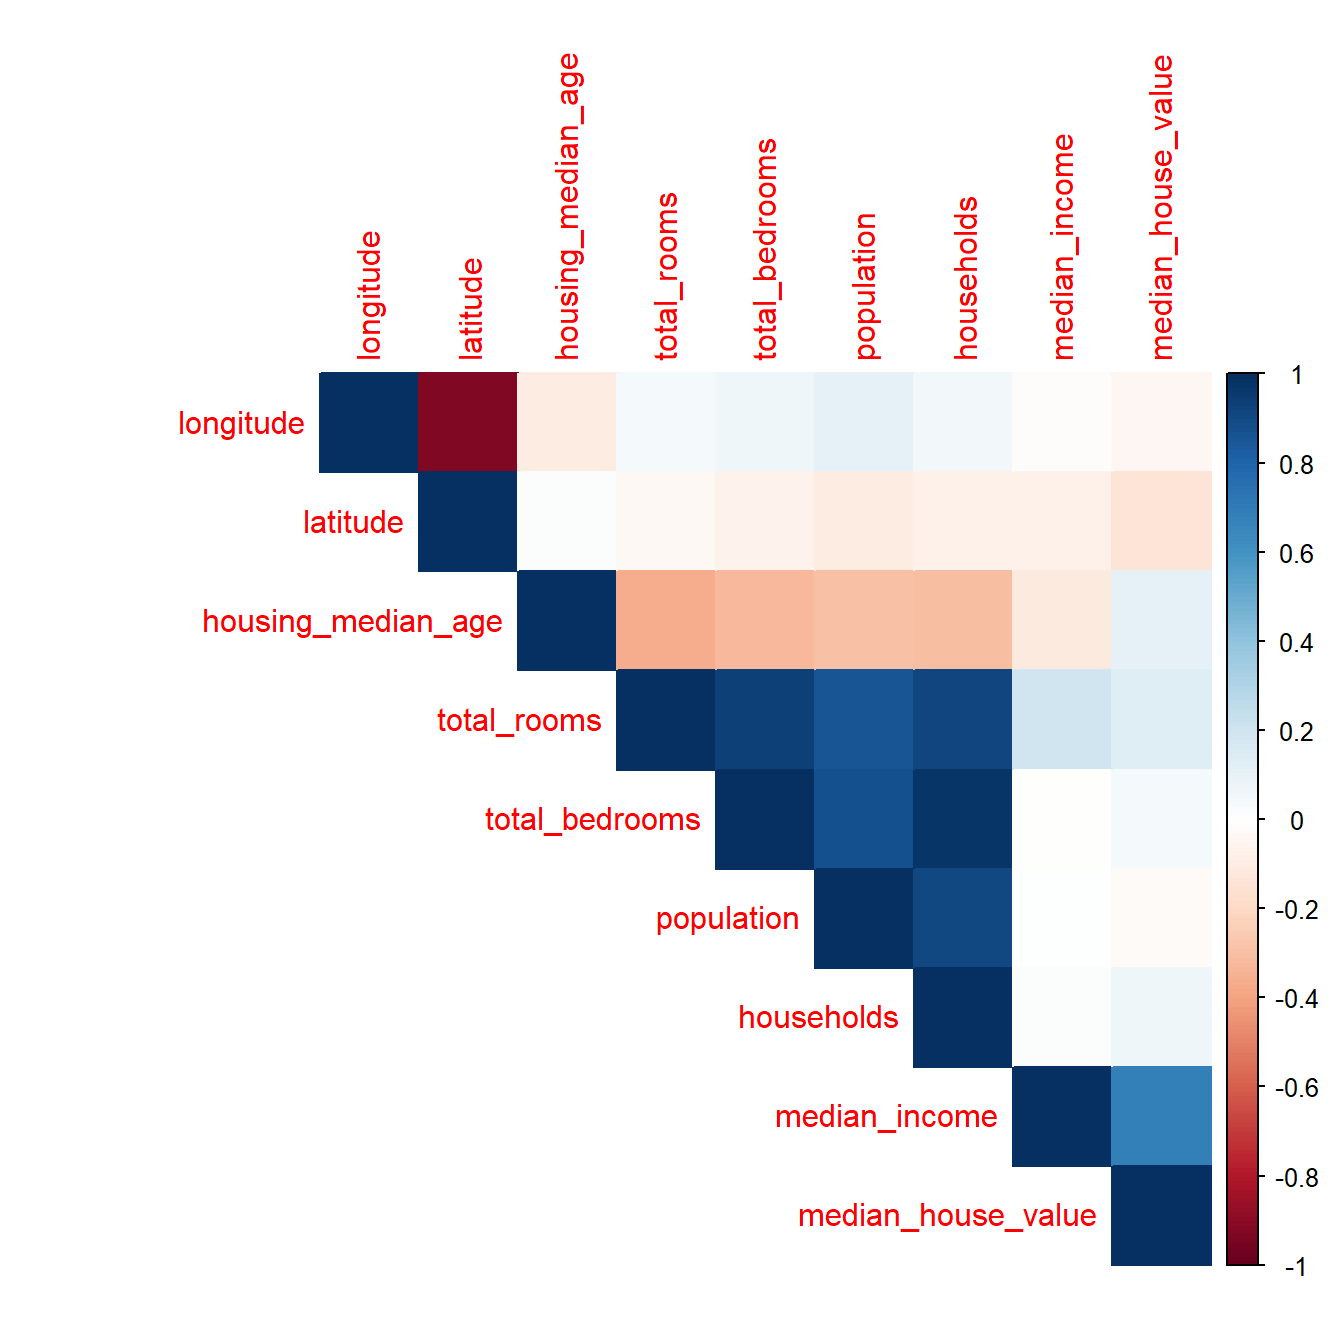 longitude
latitude
housing_median_age
total_rooms
total_bedrooms
population
households
median_income
median_house_value
longitude
latitude
housing_median_age
total_rooms
total_bedrooms
population
households
median_income
median_house_value
1
0.8
0.6
0.4
0.2
0
-0.2
-0.4
-0.6
-0.8
-1